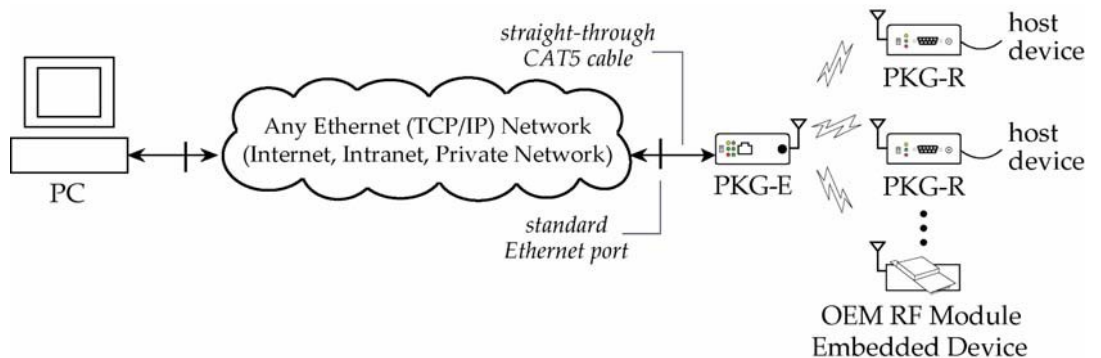 straight-through
CAT5 cable
host
device
PKG-R
Any Ethernet (TCP/IP) Network
(Internet, Intranet, Private Network)
PC
PKG-E
host
device
PKG-R
standard
Ethernet port
OEM RF Module
Embedded Device